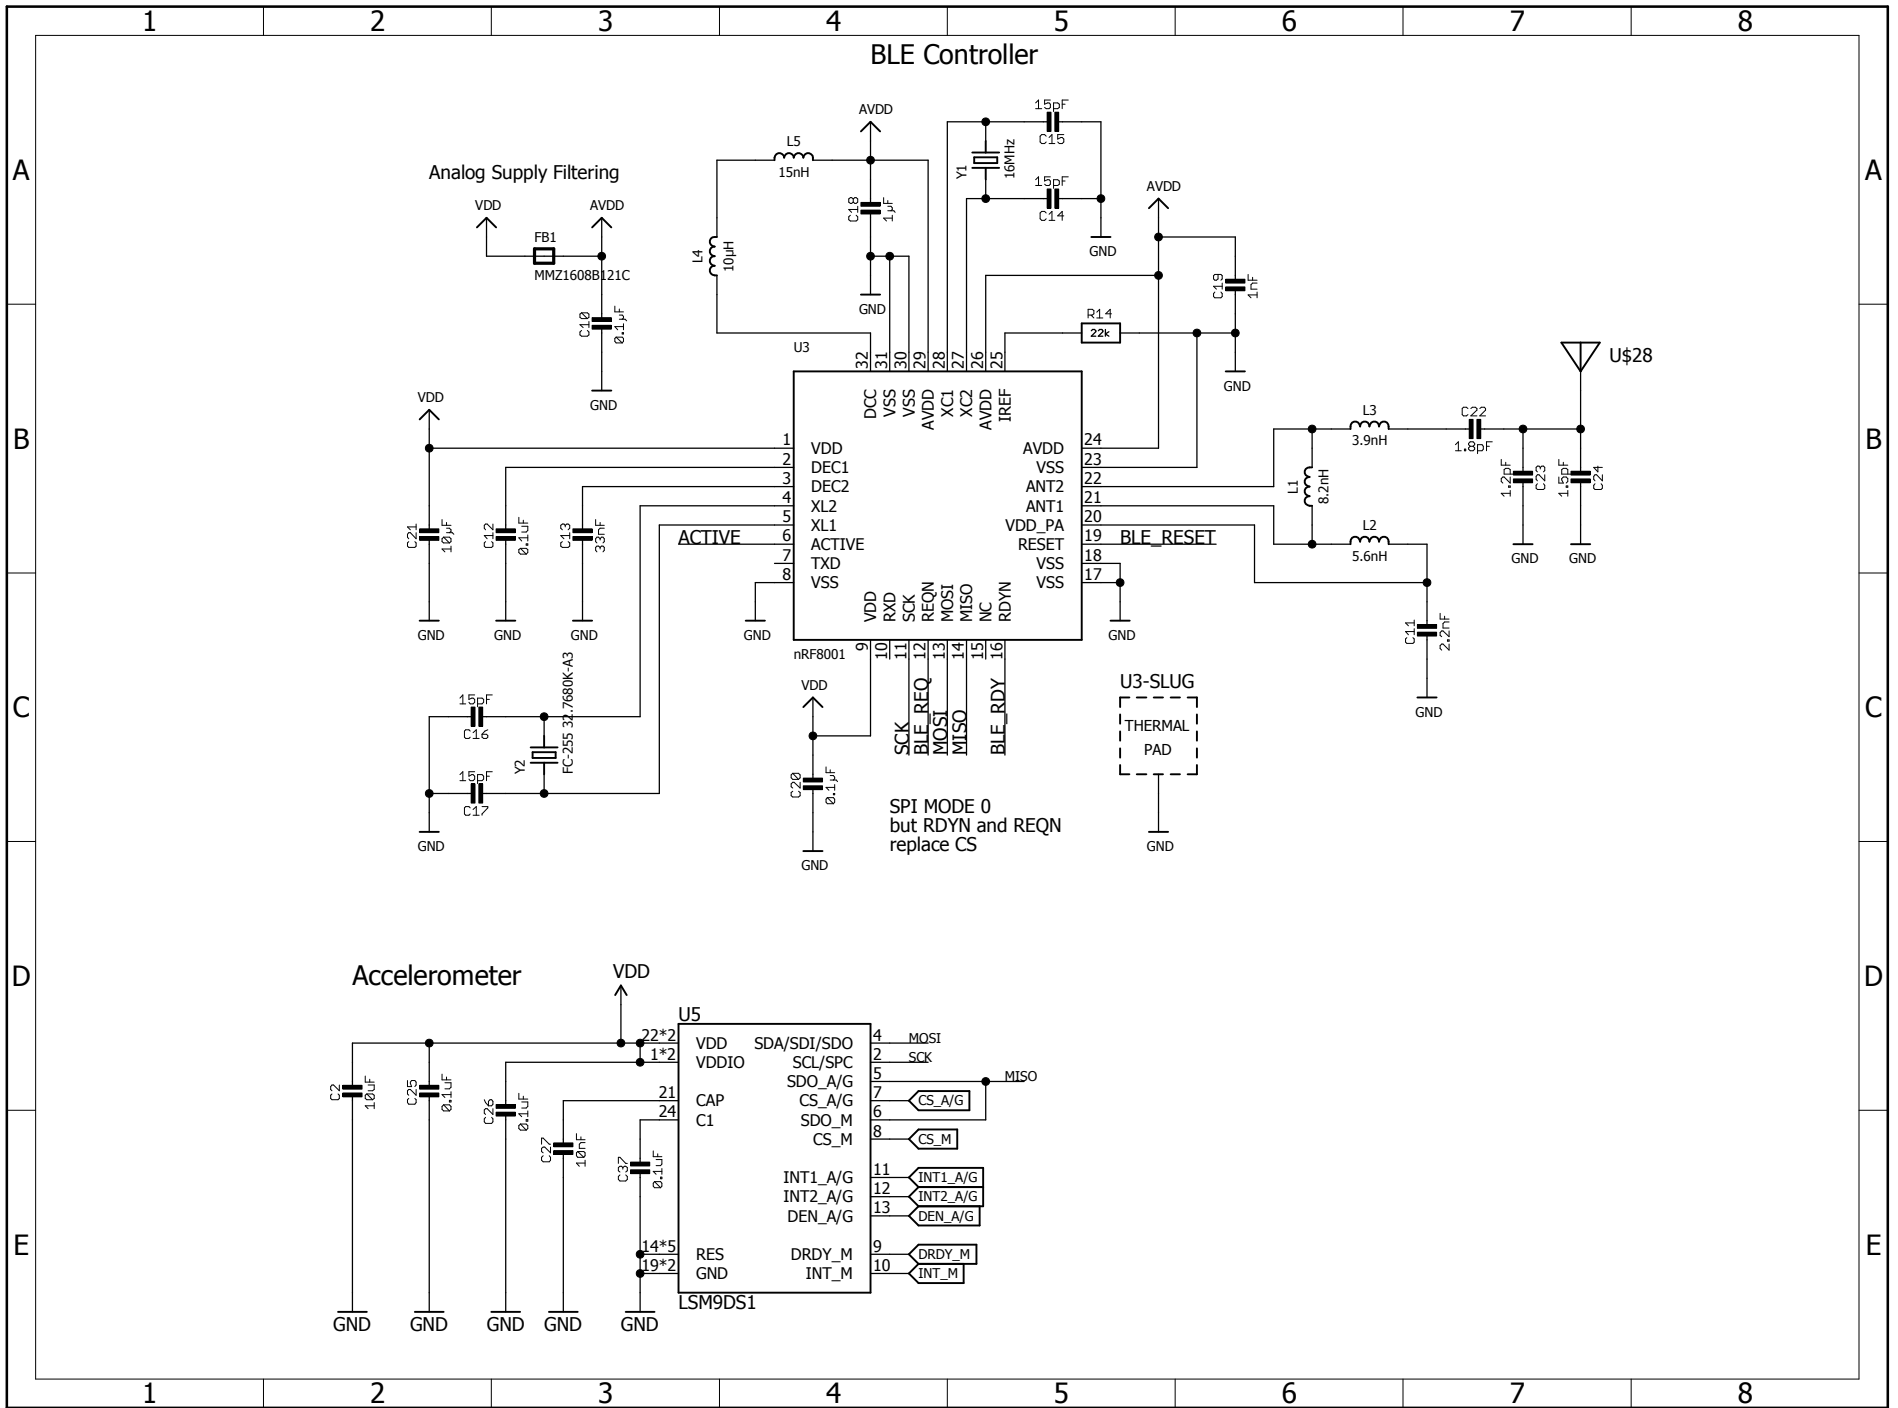 1 2 3 4 5 6 7 8
BLE Controller
A
A
B
B
C
C
D
D
E
E
Analog Supply Filtering
VDD
AVDD
FB1
MMZ1608B121C
C10
0.1µF
GND
AVDD
L5
15nH
C18
1µF
L4
10µH
GND
15pF
C15
Y1
16MHz
15pF
C14
GND
AVDD
C19
1nF
R14
22k
GND
U3
32 31 30 29 28 27 26 25
DCC VSS VSS AVDD XC1 XC2 AVDD IREF
1 VDD
2 DEC1
3 DEC2
4 XL2
5 XL1
6 ACTIVE
7 TXD
8 VSS
AVDD 24
VSS 23
ANT2 22
ANT1 21
VDD_PA 20
RESET 19
VSS 18
VSS 17
VDD RXD SCK REQN MOSI MISO NC RDYN
9 10 11 12 13 14 15 16
nRF8001
ACTIVE
BLE_RESET
SCK
BLE_REQ
MOSI
MISO
BLE_RDY
VDD
C21
10µF
GND
C12
0.1uF
GND
C13
33nF
GND
GND
GND
U$28
L3
3.9nH
C22
1.8pF
L1
8.2nH
L2
5.6nH
1.2pF
C23
GND
1.5pF
C24
GND
C11
2.2nF
GND
15pF
C16
Y2
FC-255 32.7680K-A3
15pF
C17
GND
VDD
C20
0.1µF
GND
SPI MODE 0
but RDYN and REQN
replace CS
U3-SLUG
THERMAL
PAD
GND
Accelerometer
VDD
U5
22*2 VDD
1*2 VDDIO
21 CAP
24 C1
14*5 RES
19*2 GND
SDA/SDI/SDO 4 MOSI
SCL/SPC 2 SCK
SDO_A/G 5 MISO
CS_A/G 7 CS_A/G
SDO_M 6
CS_M 8 CS_M
INT1_A/G 11 INT1_A/G
INT2_A/G 12 INT2_A/G
DEN_A/G 13 DEN_A/G
DRDY_M 9 DRDY_M
INT_M 10 INT_M
LSM9DS1
C2
10uF
C25
0.1uF
C26
0.1uF
C27
10nF
C37
0.1uF
GND GND GND GND GND
1 2 3 4 5 6 7 8